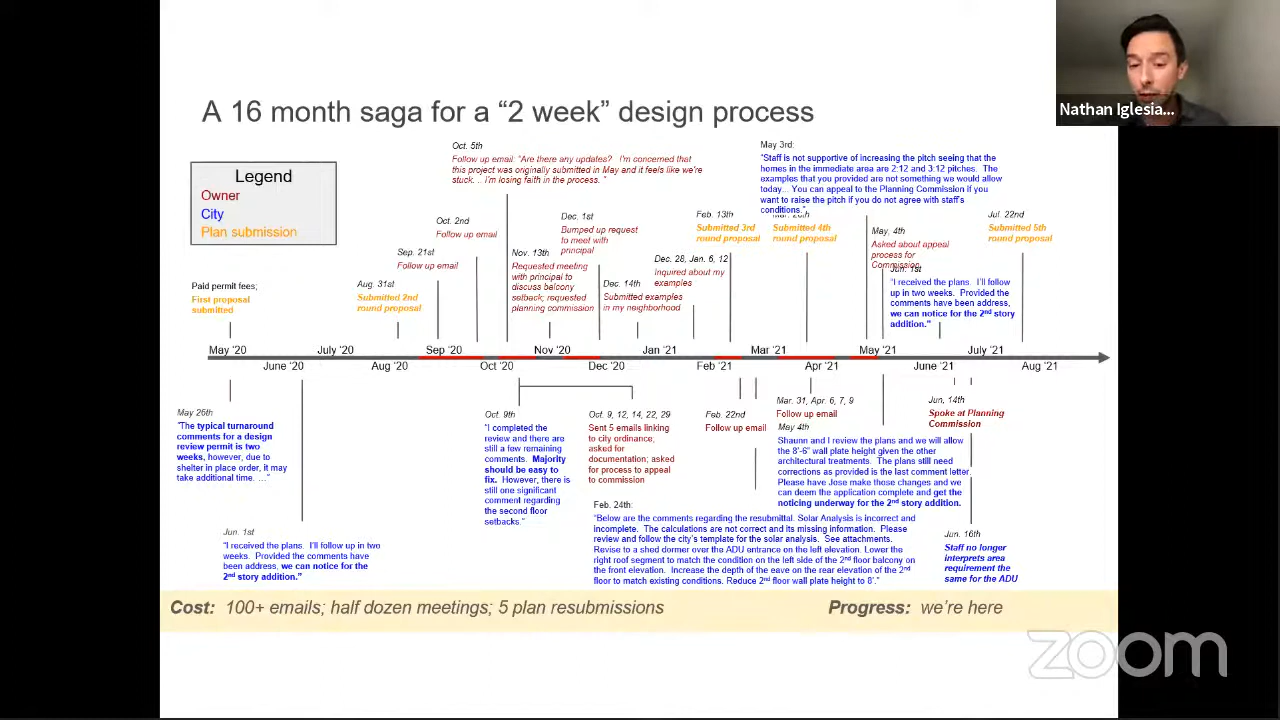 Nathan Iglesia...
A 16 month saga for a “2 week” design process
Legend
Owner
City
Plan submission
Oct. 5th
Follow up email: “Are there any updates? I'm concerned that
this project was originally submitted in May and it feels like we're
stuck. .. I'm losing faith in the process. ”
May 3rd:
“Staff is not supportive of increasing the pitch seeing that the
homes in the immediate area are 2:12 and 3:12 pitches. The
examples that you provided are not something we would allow
today... You can appeal to the Planning Commission if you
want to raise the pitch if you do not agree with staff's
conditions.”
Oct. 2nd
Follow up email
Dec. 1st
Bumped up request
to meet with
principal
Feb. 13th
Submitted 3rd
round proposal
Submitted 4th
round proposal
Jul. 22nd
Submitted 5th
round proposal
May, 4th
Asked about appeal
process for
Commission
Sep. 21st
Follow up email
Nov. 13th
Requested meeting
with principal to
discuss balcony
setback; requested
planning commission
Dec. 28, Jan. 6, 12
Inquired about my
examples
Dec. 14th
Submitted examples
in my neighborhood
Jun. 1st
“I received the plans. I'll follow
up in two weeks. Provided the
comments have been address,
we can notice for the 2nd story
addition.”
Paid permit fees;
First proposal
submitted
Aug. 31st
Submitted 2nd
round proposal
May '20
July '20
Sep '20
Nov '20
Jan '21
Mar '21
May '21
July '21
June '20
Aug '20
Oct '20
Dec '20
Feb '21
Apr '21
June '21
Aug '21
May 26th
“The typical turnaround
comments for a design
review permit is two
weeks, however, due to
shelter in place order, it may
take additional time. …”
Jun. 1st
“I received the plans. I'll follow up in two
weeks. Provided the comments have
been address, we can notice for the
2nd story addition.”
Oct. 9th
“I completed the
review and there are
still a few remaining
comments. Majority
should be easy to
fix. However, there is
still one significant
comment regarding
the second floor
setbacks.”
Oct. 9, 12, 14, 22, 29
Sent 5 emails linking
to city ordinance;
asked for
documentation; asked
for process to appeal
to commission
Feb. 22nd
Follow up email
Feb. 24th:
“Below are the comments regarding the resubmittal. Solar Analysis is incorrect and
incomplete. The calculations are not correct and its missing information. Please
review and follow the city's template for the solar analysis. See attachments.
Revise to a shed dormer over the ADU entrance on the left elevation. Lower the
right roof segment to match the condition on the left side of the 2nd floor balcony on
the front elevation. Increase the depth of the eave on the rear elevation of the 2nd
floor to match existing conditions. Reduce 2nd floor wall plate height to 8'.”
Mar. 31, Apr. 6, 7, 9
Follow up email
May 4th
Shaunn and I review the plans and we will allow
the 8'-6” wall plate height given the other
architectural treatments. The plans still need
corrections as provided is the last comment letter.
Please have Jose make those changes and we
can deem the application complete and get the
noticing underway for the 2nd story addition.
Jun, 14th
Spoke at Planning
Commission
Jun. 16th
Staff no longer
interprets area
requirement the
same for the ADU
Cost: 100+ emails; half dozen meetings; 5 plan resubmissions
Progress: we're here
zoom